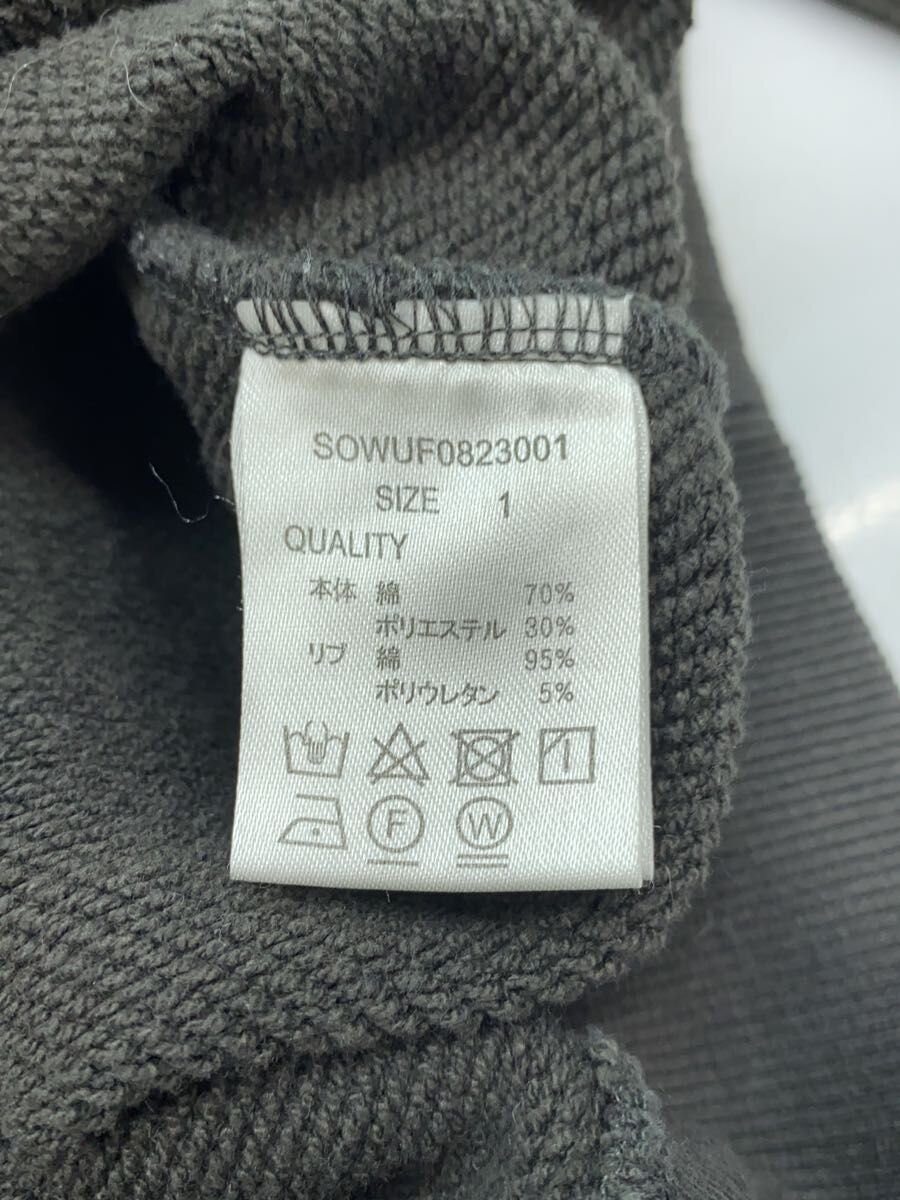 SOWUF0823001
SIZE 1
QUALITY
本体 綿 70%
ポリエステル 30%
リブ 綿 95%
ポリウレタン 5%
F W